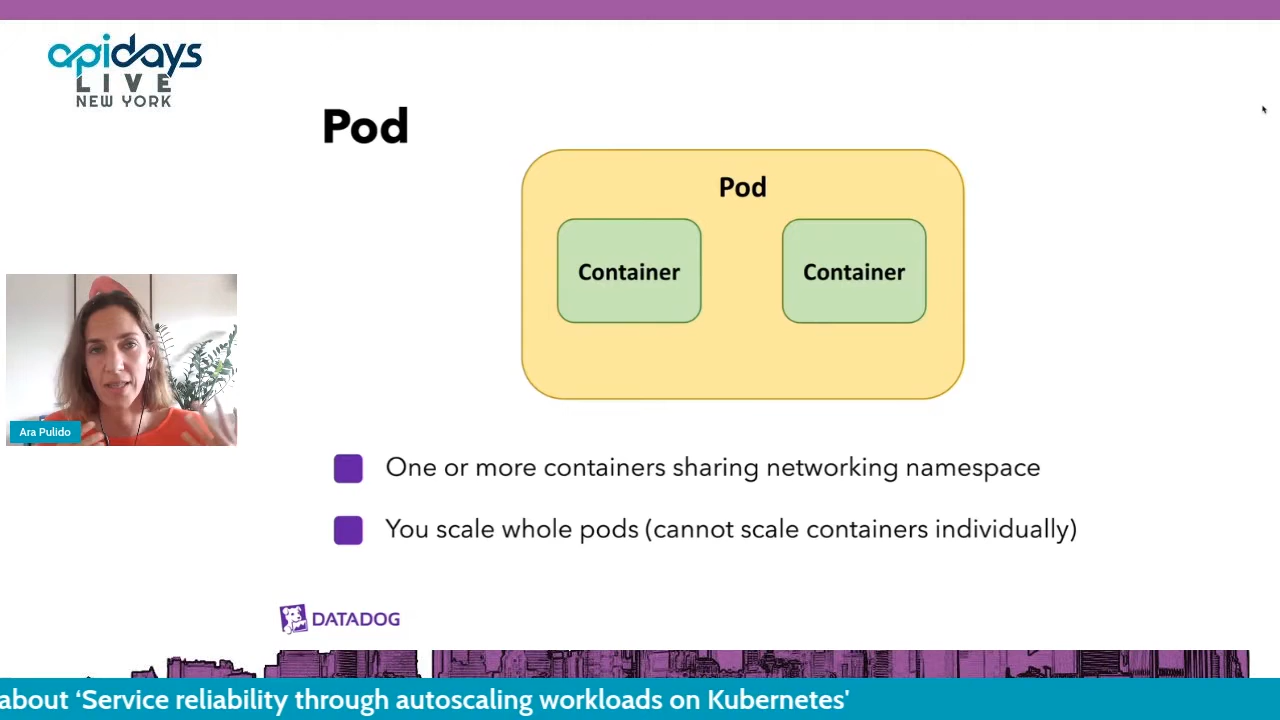 apidays
LIVE
NEW YORK
Pod
Pod
Container
Container
Ara Pulido
One or more containers sharing networking namespace
You scale whole pods (cannot scale containers individually)
DATADOG
about ‘Service reliability through autoscaling workloads on Kubernetes'